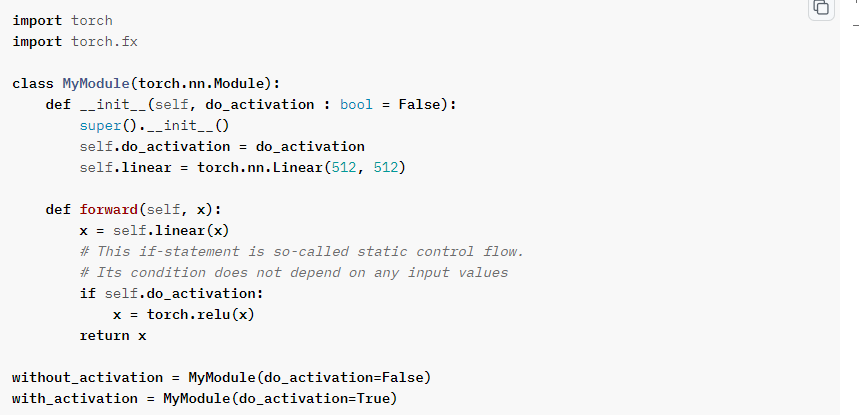 import torch
import torch.fx

class MyModule(torch.nn.Module):
    def __init__(self, do_activation : bool = False):
        super().__init__()
        self.do_activation = do_activation
        self.linear = torch.nn.Linear(512, 512)

    def forward(self, x):
        x = self.linear(x)
        # This if-statement is so-called static control flow.
        # Its condition does not depend on any input values
        if self.do_activation:
            x = torch.relu(x)
        return x

without_activation = MyModule(do_activation=False)
with_activation = MyModule(do_activation=True)